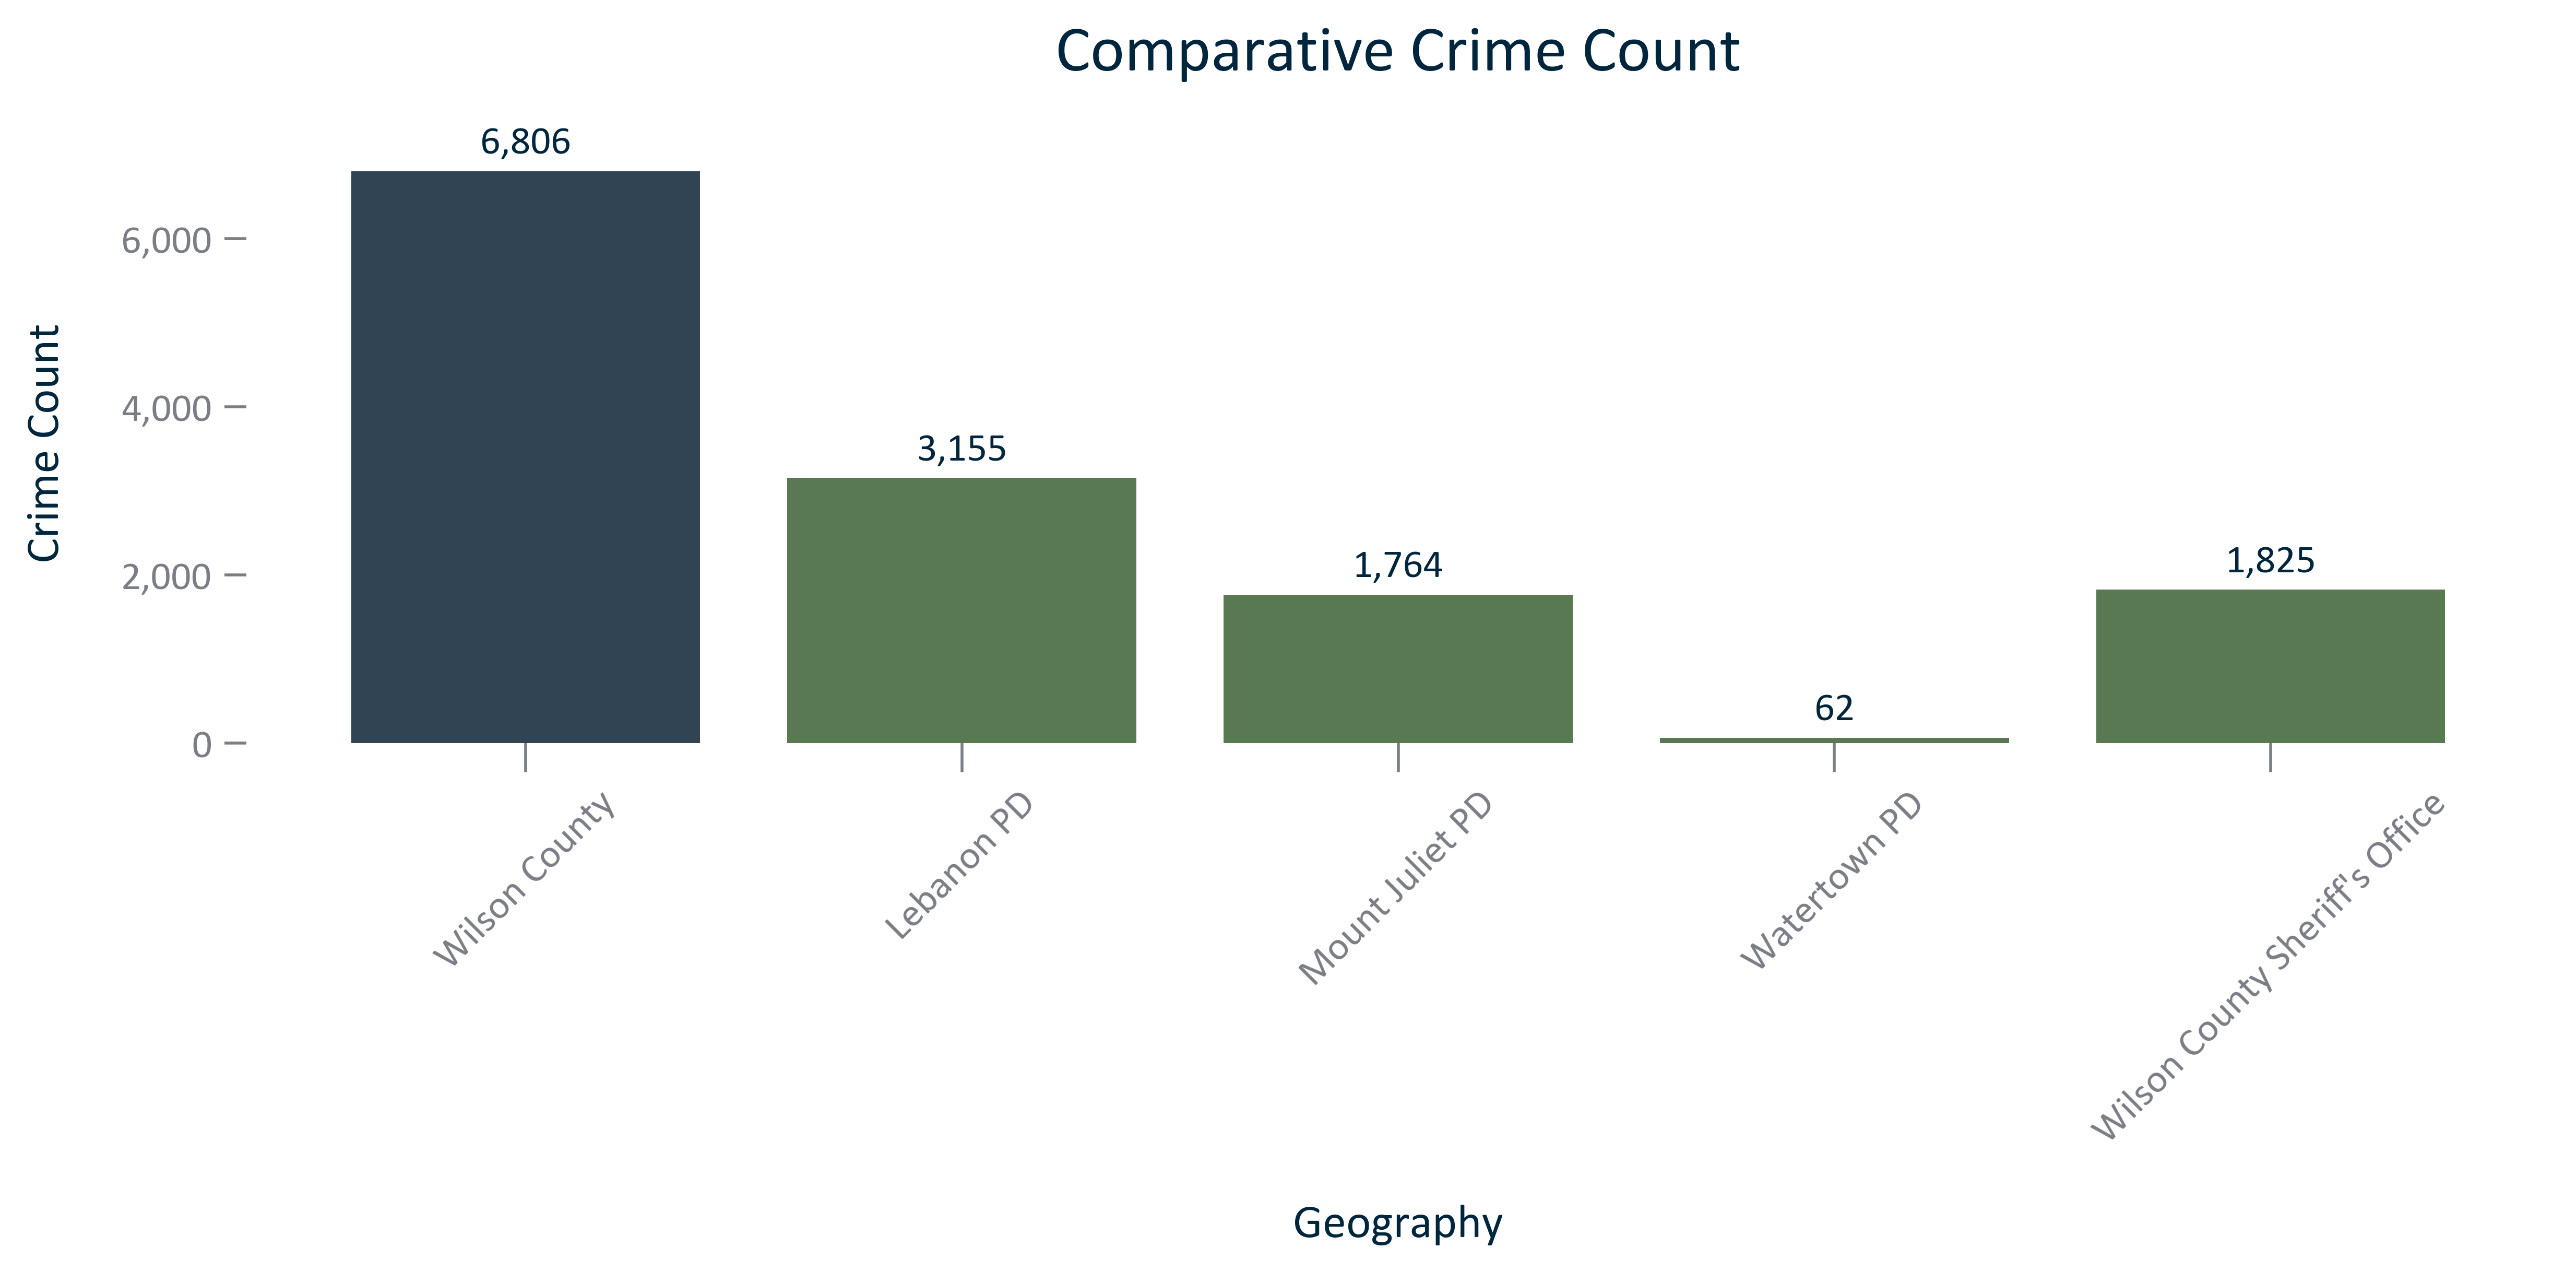 Comparative Crime Count
Crime Count
6,000
4,000
2,000
0
6,806
3,155
1,764
62
1,825
Wilson County
Lebanon PD
Mount Juliet PD
Watertown PD
Wilson County Sheriff's Office
Geography